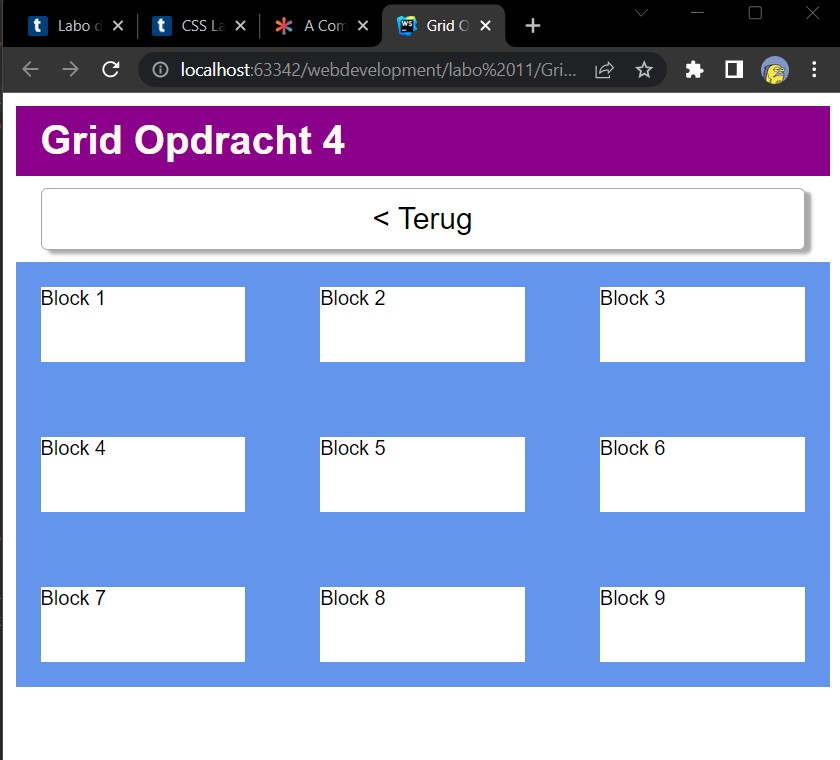 Labo
CSS La
A Com
Grid O
localhost:63342/webdevelopment/labo%2011/Gri...
Grid Opdracht 4
< Terug
Block 1
Block 2
Block 3
Block 4
Block 5
Block 6
Block 7
Block 8
Block 9